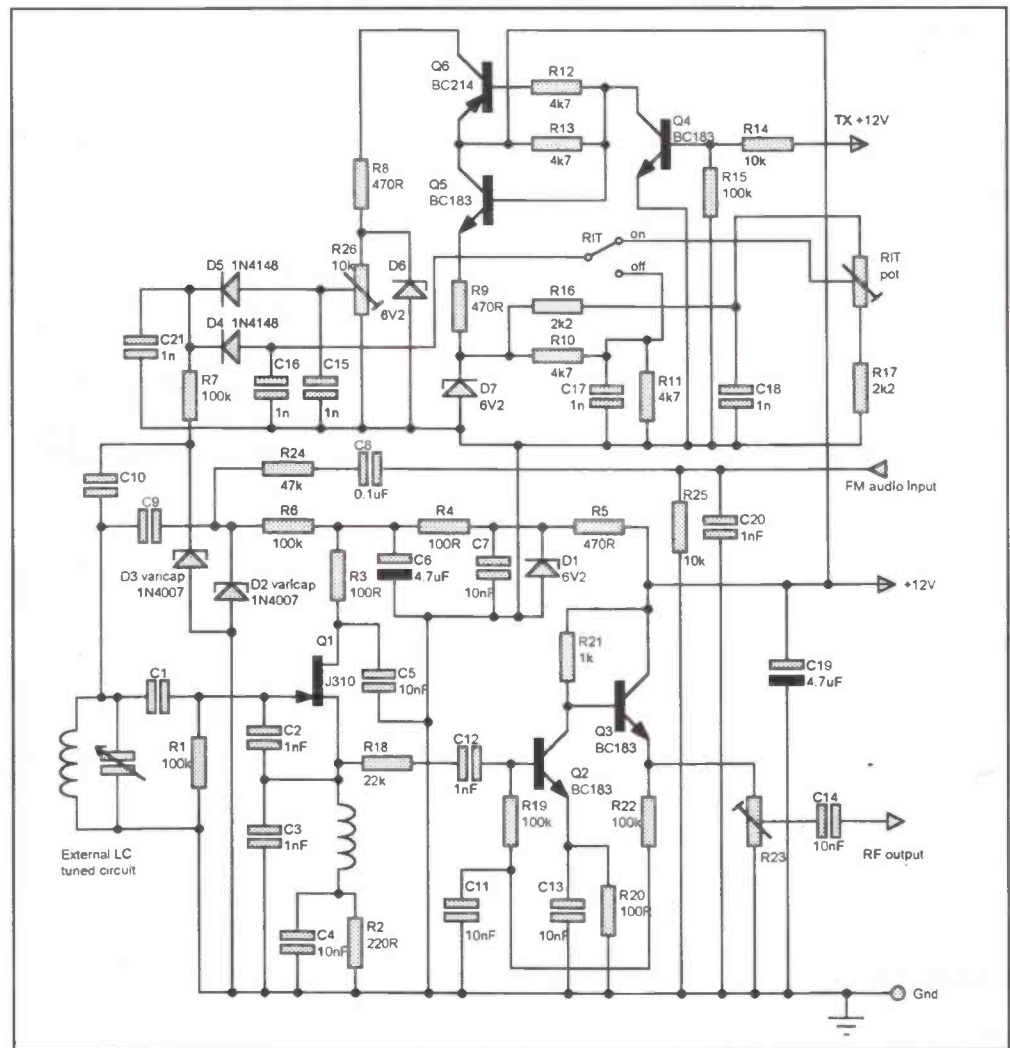 Q6
BC214
R12
4k7
Q4
BC183
R14
10k
TX +12V
R13
4k7
R15
100k
R8
470R
Q5
BC183
RIT
on
off
RIT
pot
R26
10k
D6
6V2
D5 1N4148
D4 1N4148
R9
470R
R16
2k2
R10
4k7
C21
1n
C16
1n
C15
1n
R7
100k
D7
6V2
C17
1n
R11
4k7
C18
1n
R17
2k2
C8
0.1uF
R24
47k
FM audio input
C10
C9
R6
100k
R4
100R
R5
470R
R25
10k
C20
1nF
C7
10nF
D1
6V2
C6
4.7uF
R3
100R
D3 varicap
1N4007
D2 varicap
1N4007
+12V
Q1
J310
C5
10nF
R21
1k
C19
4.7uF
C1
R1
100k
C2
1nF
R18
22k
C12
1nF
Q3
BC183
Q2
BC183
R19
100k
R22
100k
C14
10nF
R23
RF output
C3
1nF
External LC
tuned circuit
C11
10nF
C13
10nF
R20
100R
C4
10nF
R2
220R
Gnd